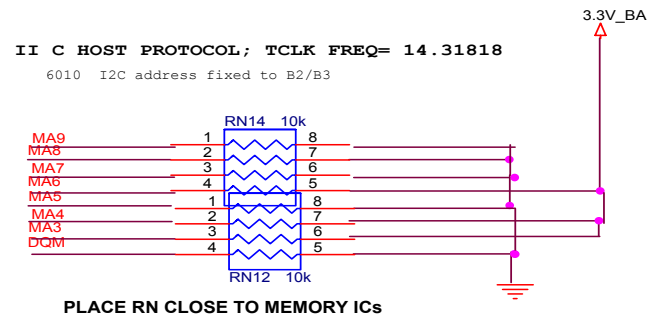 3.3V_BA
II C HOST PROTOCOL; TCLK FREQ= 14.31818
6010 I2C address fixed to B2/B3
RN14 10k
MA9 1 8
MA8 2 7
MA7 3 6
MA6 4 5
MA5 1 8
MA4 2 7
MA3 3 6
DQM 4 5
RN12 10k
PLACE RN CLOSE TO MEMORY ICs